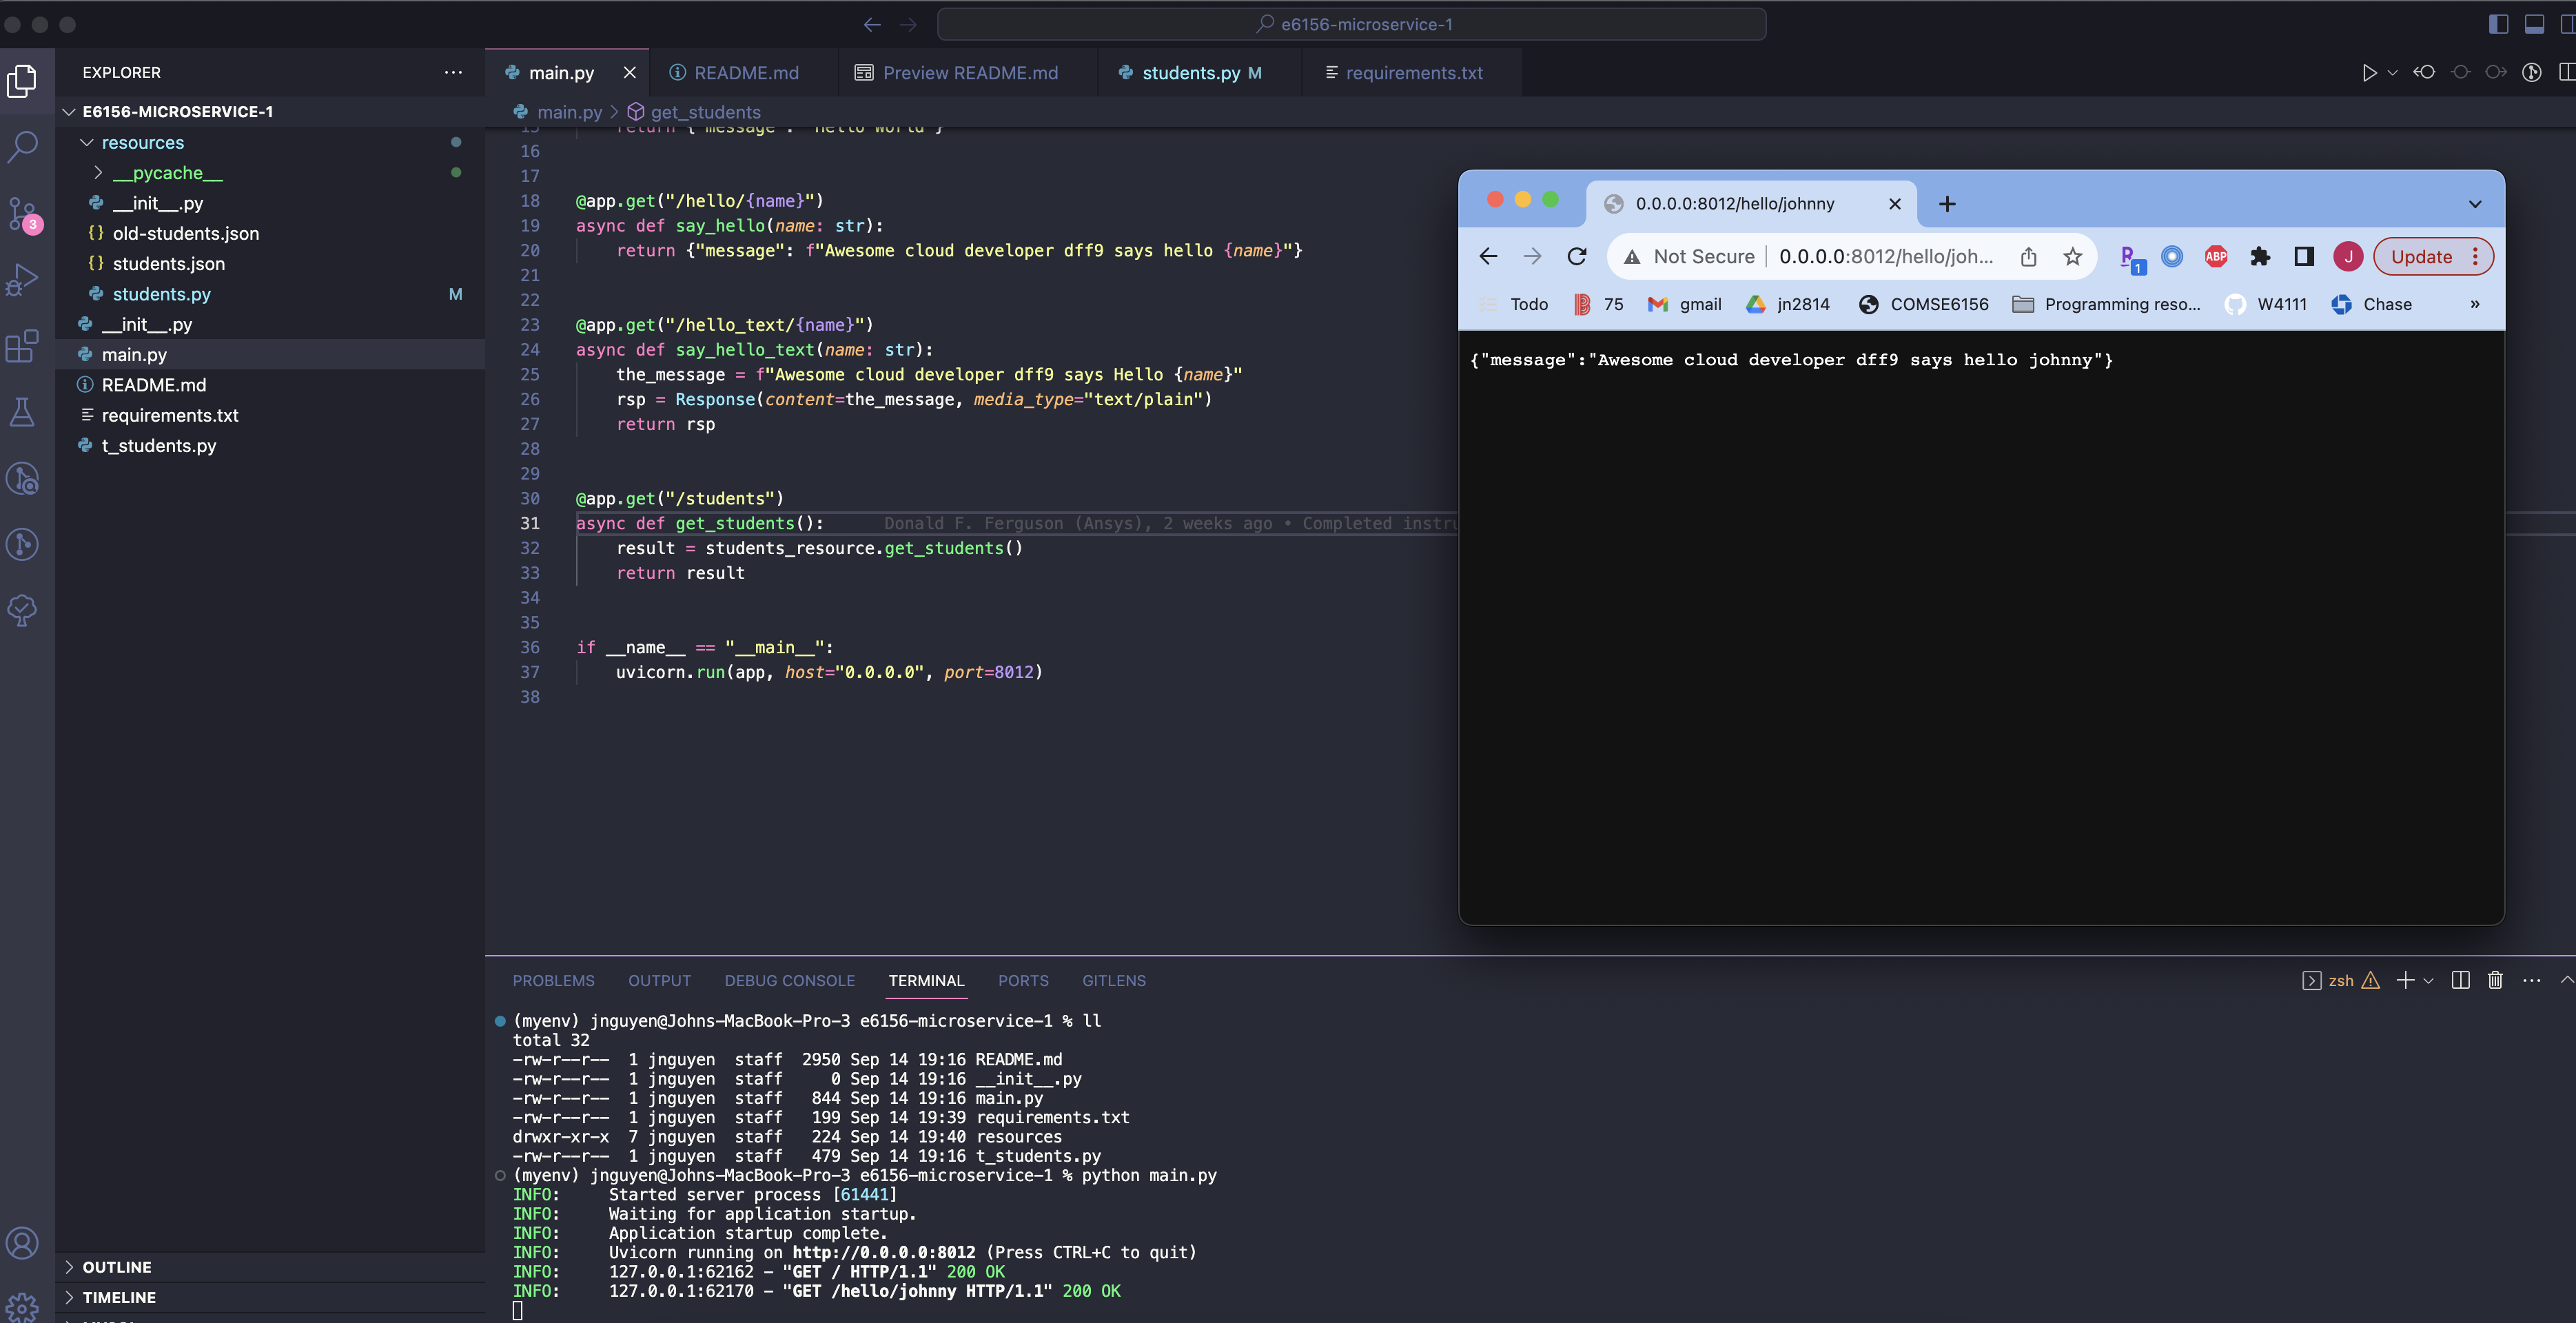 e6156-microservice-1
EXPLORER
E6156-MICROSERVICE-1
resources
__pycache__
__init__.py
old-students.json
students.json
students.py M
__init__.py
main.py
README.md
requirements.txt
t_students.py
3
OUTLINE
TIMELINE
main.py
README.md
Preview README.md
students.py M
requirements.txt
main.py > get_students
15 return {"message": "Hello World"}
16
17
18 @app.get("/hello/{name}")
19 async def say_hello(name: str):
20 return {"message": f"Awesome cloud developer dff9 says hello {name}"}
21
22
23 @app.get("/hello_text/{name}")
24 async def say_hello_text(name: str):
25 the_message = f"Awesome cloud developer dff9 says Hello {name}"
26 rsp = Response(content=the_message, media_type="text/plain")
27 return rsp
28
29
30 @app.get("/students")
31 async def get_students(): Donald F. Ferguson (Ansys), 2 weeks ago • Completed instru
32 result = students_resource.get_students()
33 return result
34
35
36 if __name__ == "__main__":
37 uvicorn.run(app, host="0.0.0.0", port=8012)
38
0.0.0.0:8012/hello/johnny
Not Secure 0.0.0.0:8012/hello/joh...
1 ABP J Update
Todo 75 gmail jn2814 COMSE6156 Programming reso... W4111 Chase »
{"message":"Awesome cloud developer dff9 says hello johnny"}
PROBLEMS OUTPUT DEBUG CONSOLE TERMINAL PORTS GITLENS
zsh
(myenv) jnguyen@Johns-MacBook-Pro-3 e6156-microservice-1 % ll
total 32
-rw-r--r-- 1 jnguyen staff 2950 Sep 14 19:16 README.md
-rw-r--r-- 1 jnguyen staff 0 Sep 14 19:16 __init__.py
-rw-r--r-- 1 jnguyen staff 844 Sep 14 19:16 main.py
-rw-r--r-- 1 jnguyen staff 199 Sep 14 19:39 requirements.txt
drwxr-xr-x 7 jnguyen staff 224 Sep 14 19:40 resources
-rw-r--r-- 1 jnguyen staff 479 Sep 14 19:16 t_students.py
(myenv) jnguyen@Johns-MacBook-Pro-3 e6156-microservice-1 % python main.py
INFO: Started server process [61441]
INFO: Waiting for application startup.
INFO: Application startup complete.
INFO: Uvicorn running on http://0.0.0.0:8012 (Press CTRL+C to quit)
INFO: 127.0.0.1:62162 - "GET / HTTP/1.1" 200 OK
INFO: 127.0.0.1:62170 - "GET /hello/johnny HTTP/1.1" 200 OK